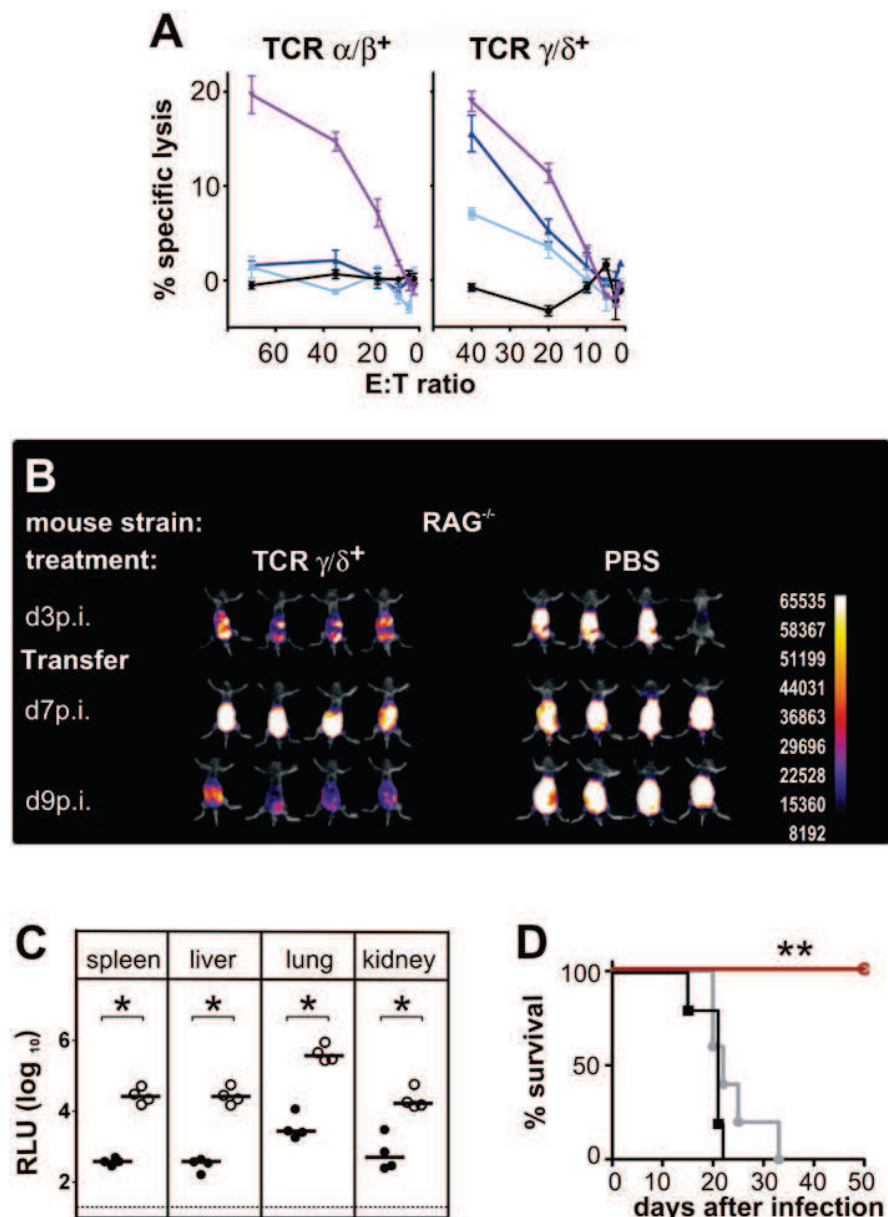 A
TCR α/β+ TCR γ/δ+
% specific lysis
20
10
0
60 40 20 0 40 30 20 10 0
E:T ratio
B
mouse strain: RAG-/-
treatment: TCR γ/δ+ PBS
d3p.i.
Transfer
d7p.i.
d9p.i.
65535
58367
51199
44031
36863
29696
22528
15360
8192
C
spleen liver lung kidney
* * * *
RLU (log 10)
6
4
2
D
**
% survival
100
50
0
0 10 20 30 40 50
days after infection